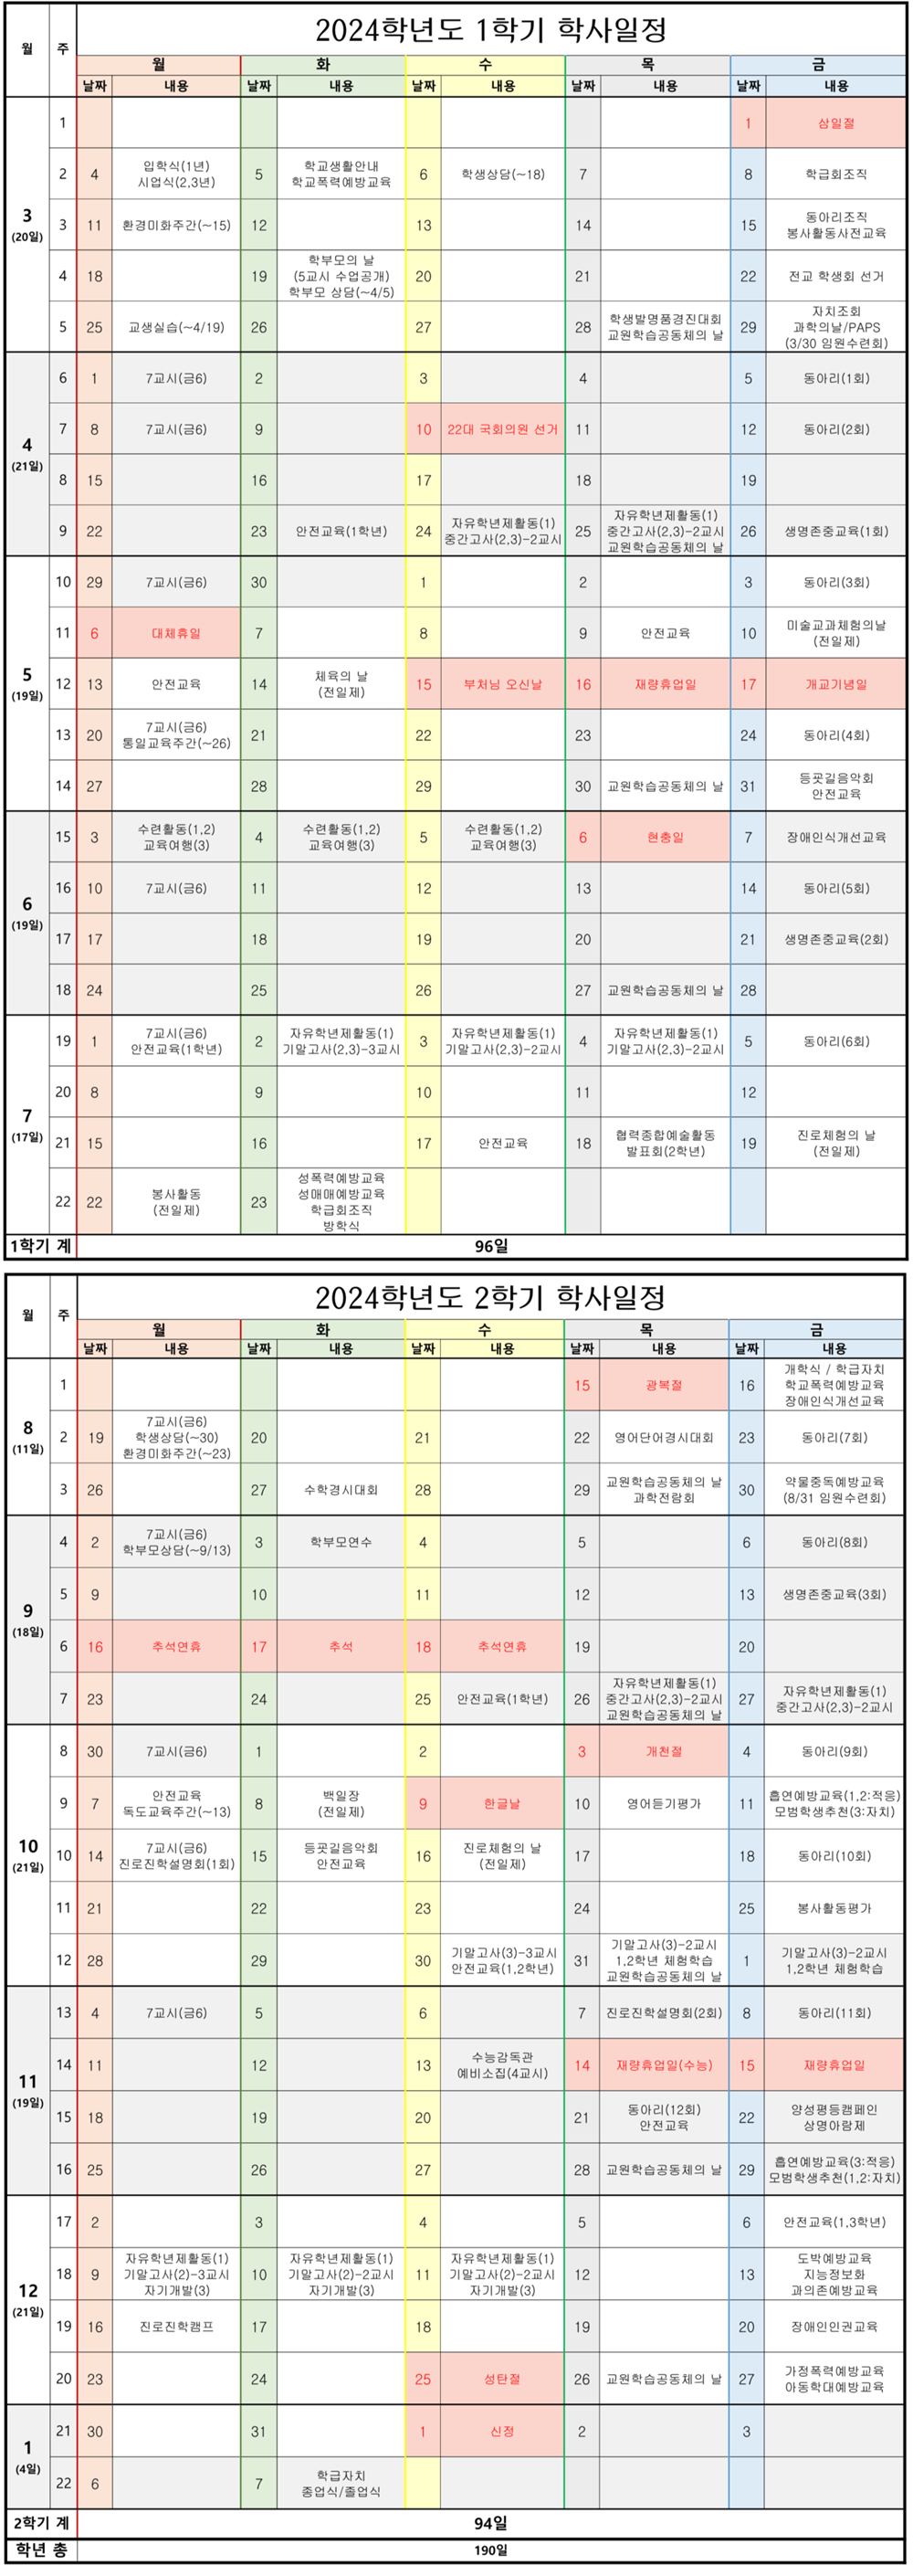 2024학년도 1학기 학사일정
월 주
월 화 수 목 금
날짜 내용 날짜 내용 날짜 내용 날짜 내용 날짜 내용
3
(20일)
1 1 삼일절
2 4 입학식(1년)
시업식(2,3년)
5 학교생활안내
학교폭력예방교육
6 학생상담(~18) 7 8 학급회조직
3 11 환경미화주간(~15) 12 13 14 15 동아리조직
봉사활동사전교육
4 18 19 학부모의 날
(5교시 수업공개)
학부모 상담(~4/5)
20 21 22 전교 학생회 선거
5 25 교생실습(~4/19) 26 27 28 학생발명품경진대회
교원학습공동체의 날
29 자치조회
과학의날/PAPS
(3/30 임원수련회)
4
(21일)
6 1 7교시(금6) 2 3 4 5 동아리(1회)
7 8 7교시(금6) 9 10 22대 국회의원 선거 11 12 동아리(2회)
8 15 16 17 18 19
9 22 23 안전교육(1학년) 24 자유학년제활동(1)
중간고사(2,3)-2교시
25 자유학년제활동(1)
중간고사(2,3)-2교시
교원학습공동체의 날
26 생명존중교육(1회)
5
(19일)
10 29 7교시(금6) 30 1 2 3 동아리(3회)
11 6 대체휴일 7 8 9 안전교육 10 미술교과체험의날
(전일제)
12 13 안전교육 14 체육의 날
(전일제)
15 부처님 오신날 16 재량휴업일 17 개교기념일
13 20 7교시(금6)
통일교육주간(~26)
21 22 23 24 동아리(4회)
14 27 28 29 30 교원학습공동체의 날 31 등굣길음악회
안전교육
6
(19일)
15 3 수련활동(1,2)
교육여행(3)
4 수련활동(1,2)
교육여행(3)
5 수련활동(1,2)
교육여행(3)
6 현충일 7 장애인식개선교육
16 10 7교시(금6) 11 12 13 14 동아리(5회)
17 17 18 19 20 21 생명존중교육(2회)
18 24 25 26 27 교원학습공동체의 날 28
7
(17일)
19 1 7교시(금6)
안전교육(1학년)
2 자유학년제활동(1)
기말고사(2,3)-3교시
3 자유학년제활동(1)
기말고사(2,3)-2교시
4 자유학년제활동(1)
기말고사(2,3)-2교시
5 동아리(6회)
20 8 9 10 11 12
21 15 16 17 안전교육 18 협력종합예술활동
발표회(2학년)
19 진로체험의 날
(전일제)
22 22 봉사활동
(전일제)
23 성폭력예방교육
성매매예방교육
학급회조직
방학식
1학기 계 96일
2024학년도 2학기 학사일정
월 주
월 화 수 목 금
날짜 내용 날짜 내용 날짜 내용 날짜 내용 날짜 내용
8
(11일)
1 15 광복절 16 개학식 / 학급자치
학교폭력예방교육
장애인식개선교육
2 19 7교시(금6)
학생상담(~30)
환경미화주간(~23)
20 21 22 영어단어경시대회 23 동아리(7회)
3 26 27 수학경시대회 28 29 교원학습공동체의 날
과학전람회
30 약물중독예방교육
(8/31 임원수련회)
9
(18일)
4 2 7교시(금6)
학부모상담(~9/13)
3 학부모연수 4 5 6 동아리(8회)
5 9 10 11 12 13 생명존중교육(3회)
6 16 추석연휴 17 추석 18 추석연휴 19 20
7 23 24 25 안전교육(1학년) 26 자유학년제활동(1)
중간고사(2,3)-2교시
교원학습공동체의 날
27 자유학년제활동(1)
중간고사(2,3)-2교시
10
(21일)
8 30 7교시(금6) 1 2 3 개천절 4 동아리(9회)
9 7 안전교육
독도교육주간(~13)
8 백일장
(전일제)
9 한글날 10 영어듣기평가 11 흡연예방교육(1,2:적응)
모범학생추천(3:자치)
10 14 7교시(금6)
진로진학설명회(1회)
15 등굣길음악회
안전교육
16 진로체험의 날
(전일제)
17 18 동아리(10회)
11 21 22 23 24 25 봉사활동평가
12 28 29 30 기말고사(3)-3교시
안전교육(1,2학년)
31 기말고사(3)-2교시
1,2학년 체험학습
교원학습공동체의 날
1 기말고사(3)-2교시
1,2학년 체험학습
11
(19일)
13 4 7교시(금6) 5 6 7 진로진학설명회(2회) 8 동아리(11회)
14 11 12 13 수능감독관
예비소집(4교시)
14 재량휴업일(수능) 15 재량휴업일
15 18 19 20 21 동아리(12회)
안전교육
22 양성평등캠페인
상명아람제
16 25 26 27 28 교원학습공동체의 날 29 흡연예방교육(3:적응)
모범학생추천(1,2:자치)
12
(21일)
17 2 3 4 5 6 안전교육(1,3학년)
18 9 자유학년제활동(1)
기말고사(2)-3교시
자기개발(3)
10 자유학년제활동(1)
기말고사(2)-2교시
자기개발(3)
11 자유학년제활동(1)
기말고사(2)-2교시
자기개발(3)
12 13 도박예방교육
지능정보화
과의존예방교육
19 16 진로진학캠프 17 18 19 20 장애인인권교육
20 23 24 25 성탄절 26 교원학습공동체의 날 27 가정폭력예방교육
아동학대예방교육
1
(4일)
21 30 31 1 신정 2 3
22 6 7 학급자치
종업식/졸업식
2학기 계 94일
학년 총 190일